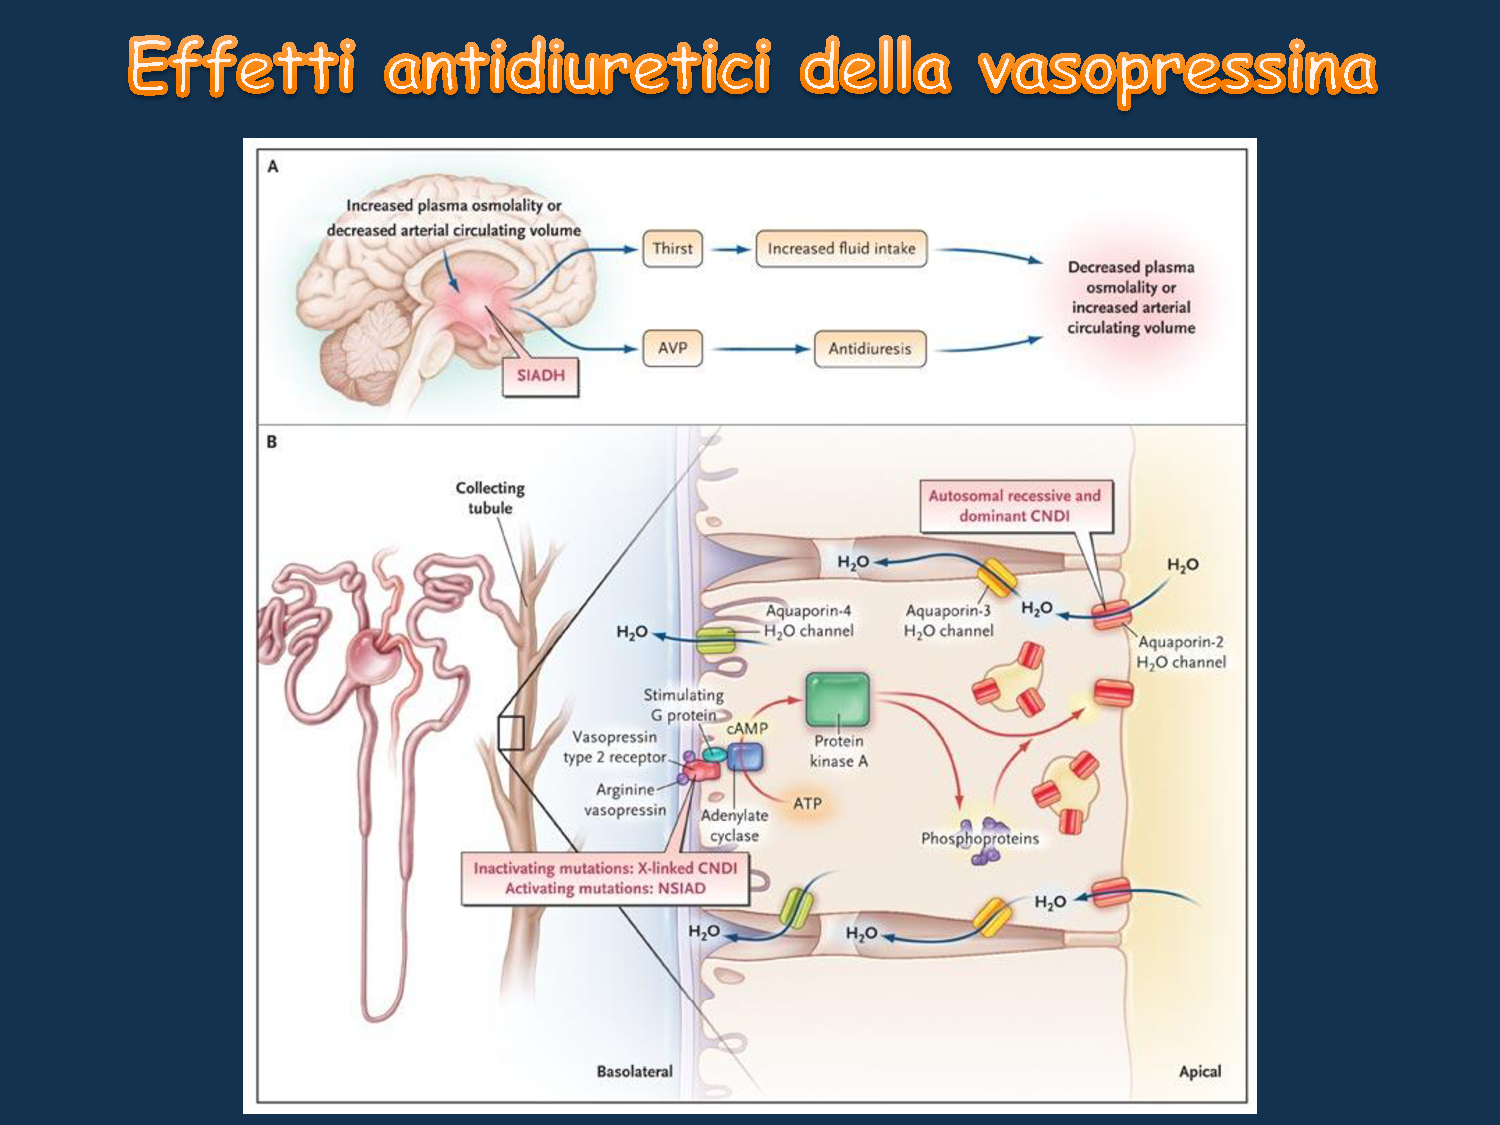 Effetti antidiuretici della vasopressina
A
Increased plasma osmolality or
decreased arterial circulating volume
Thirst
Increased fluid intake
Decreased plasma
osmolality or
increased arterial
circulating volume
AVP
Antidiuresis
SIADH
B
Collecting
tubule
Autosomal recessive and
dominant CNDI
H₂O
H₂O
H₂O
H₂O
Aquaporin-4
H₂O channel
Aquaporin-3
H₂O channel
Aquaporin-2
H₂O channel
Stimulating
G protein
cAMP
Vasopressin
type 2 receptor
Protein
kinase A
Arginine
vasopressin
ATP
Adenylate
cyclase
Phosphoproteins
Inactivating mutations: X-linked CNDI
Activating mutations: NSIAD
H₂O
H₂O
H₂O
Basolateral
Apical